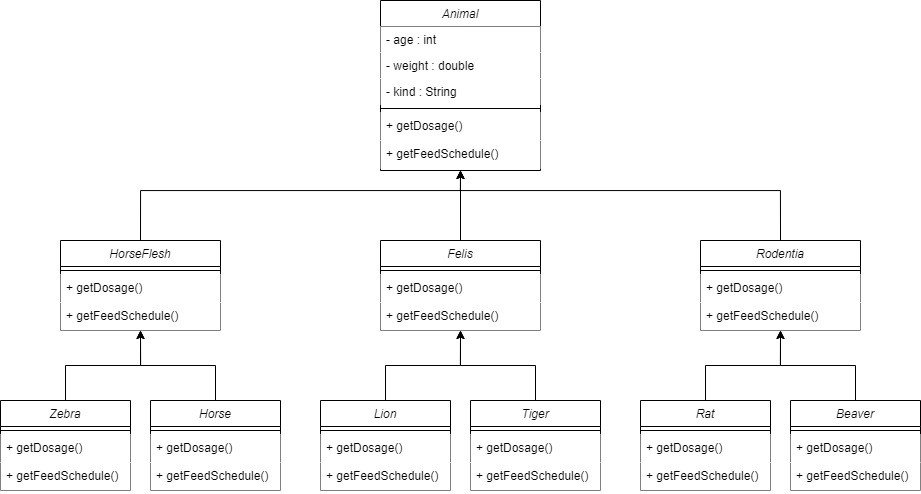 Animal
- age : int
- weight : double
- kind : String
+ getDosage()
+ getFeedSchedule()
HorseFlesh
+ getDosage()
+ getFeedSchedule()
Felis
+ getDosage()
+ getFeedSchedule()
Rodentia
+ getDosage()
+ getFeedSchedule()
Zebra
+ getDosage()
+ getFeedSchedule()
Horse
+ getDosage()
+ getFeedSchedule()
Lion
+ getDosage()
+ getFeedSchedule()
Tiger
+ getDosage()
+ getFeedSchedule()
Rat
+ getDosage()
+ getFeedSchedule()
Beaver
+ getDosage()
+ getFeedSchedule()